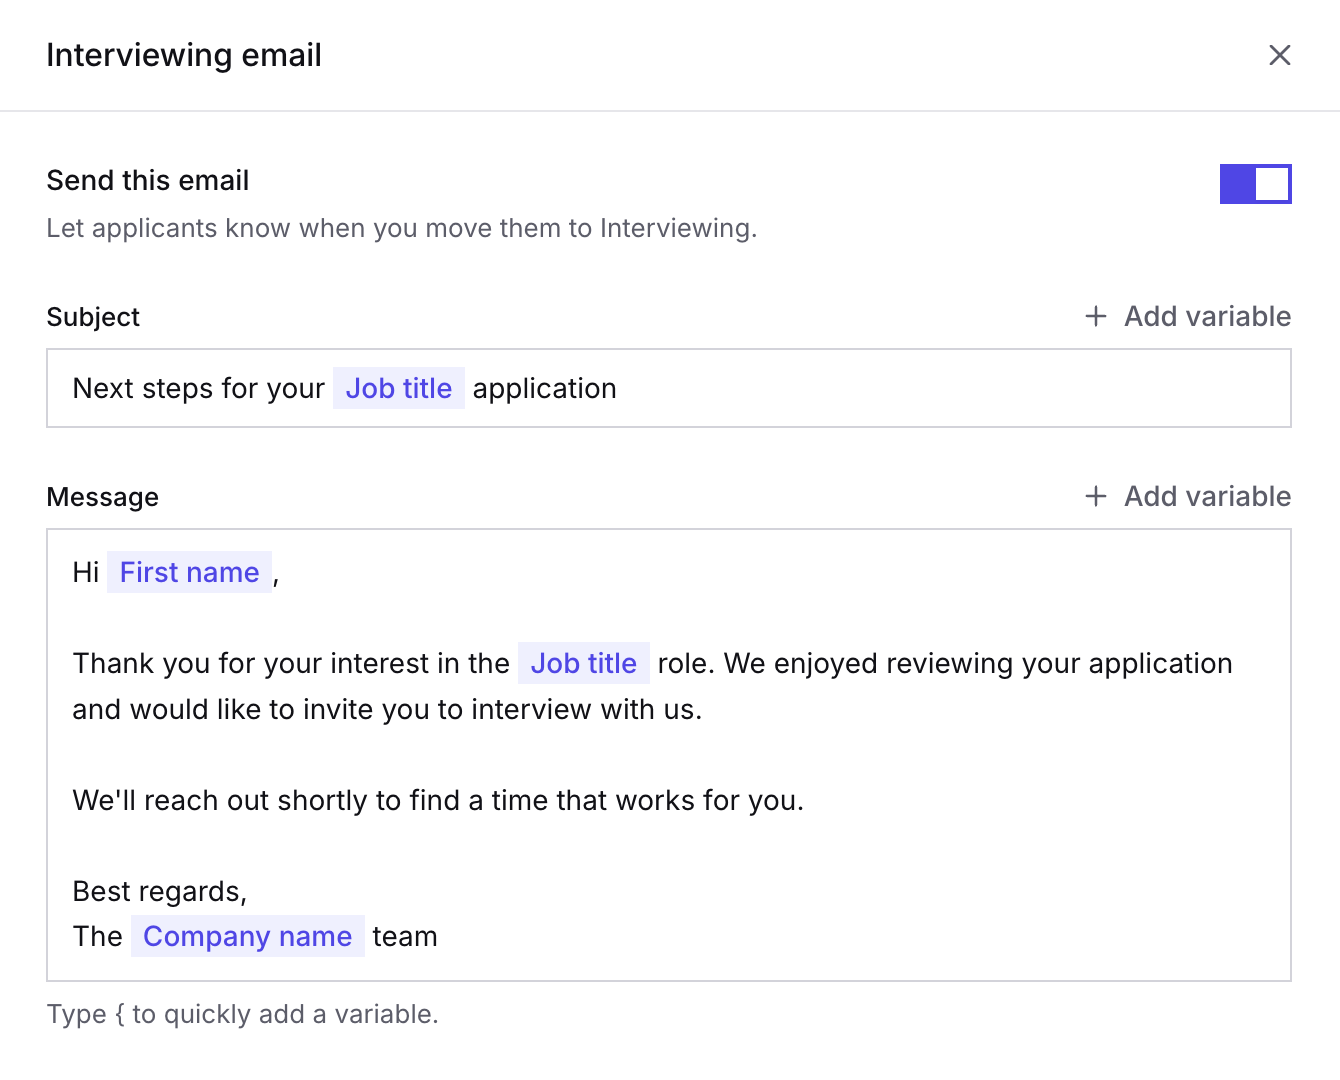 Interviewing email
Send this email
Let applicants know when you move them to Interviewing.
Subject
+ Add variable
Next steps for your Job title application
Message
+ Add variable
Hi First name ,
Thank you for your interest in the Job title role. We enjoyed reviewing your application
and would like to invite you to interview with us.
We'll reach out shortly to find a time that works for you.
Best regards,
The Company name team
Type { to quickly add a variable.